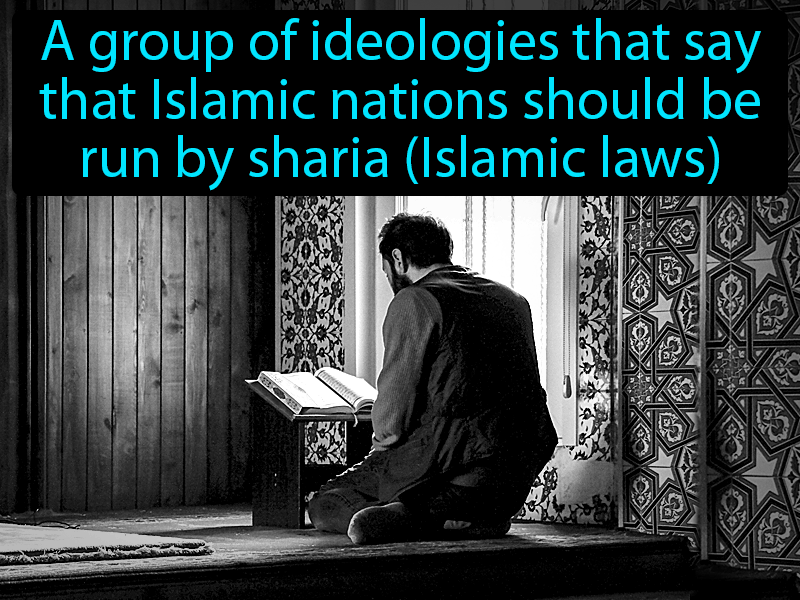 A group of ideologies that say
that Islamic nations should be
run by sharia (Islamic laws)